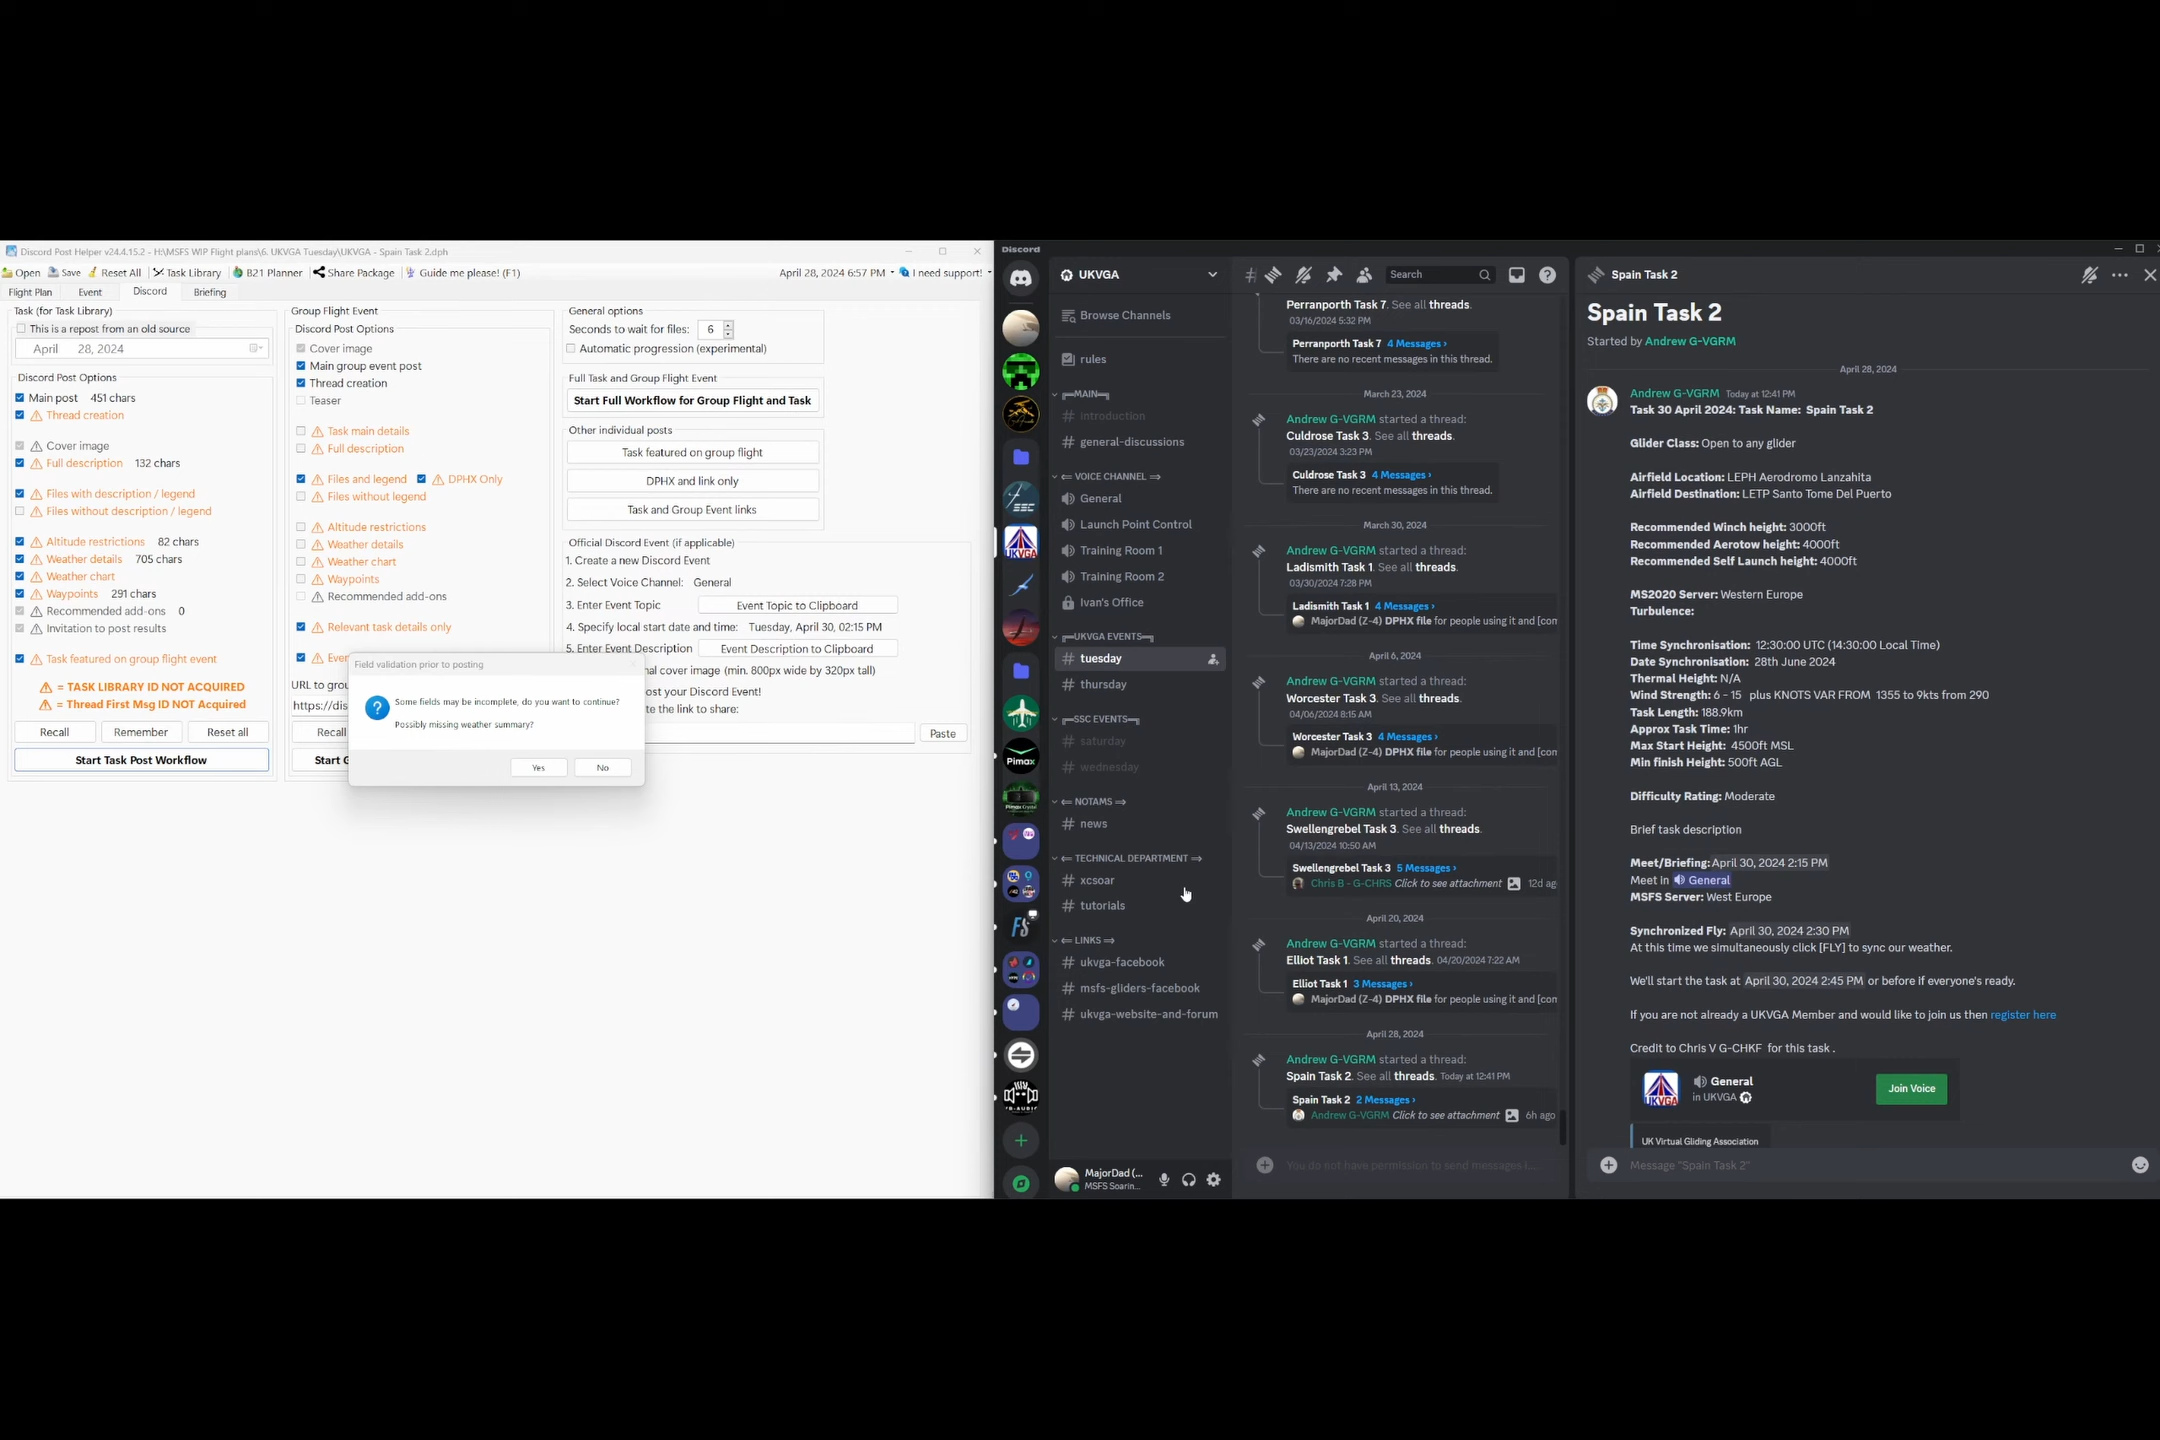 Discord Post Helper v24.4.15.2 - H:\MSFS WIP Flight plans\6. UKVGA Tuesday\UKVGA - Spain Task 2.dph
Open Save Reset All Task Library B21 Planner Share Package Guide me please! (F1) April 28, 2024 6:57 PM I need support!
Flight Plan Event Discord Briefing
Task (for Task Library)
This is a repost from an old source
April 28, 2024
Discord Post Options
Main post 451 chars
Thread creation
Cover image
Full description 132 chars
Files with description / legend
Files without description / legend
Altitude restrictions 82 chars
Weather details 705 chars
Weather chart
Waypoints 291 chars
Recommended add-ons 0
Invitation to post results
Task featured on group flight event
= TASK LIBRARY ID NOT ACQUIRED
= Thread First Msg ID NOT Acquired
Recall Remember Reset all
Start Task Post Workflow
Group Flight Event
Discord Post Options
Cover image
Main group event post
Thread creation
Teaser
Task main details
Full description
Files and legend DPHX Only
Files without legend
Altitude restrictions
Weather details
Weather chart
Waypoints
Recommended add-ons
Relevant task details only
Even
URL to grou
https://dis
Recall
Start G
Field validation prior to posting
Some fields may be incomplete, do you want to continue?
Possibly missing weather summary?
Yes No
General options
Seconds to wait for files: 6
Automatic progression (experimental)
Full Task and Group Flight Event
Start Full Workflow for Group Flight and Task
Other individual posts
Task featured on group flight
DPHX and link only
Task and Group Event links
Official Discord Event (if applicable)
1. Create a new Discord Event
2. Select Voice Channel: General
3. Enter Event Topic Event Topic to Clipboard
4. Specify local start date and time: Tuesday, April 30, 02:15 PM
5. Enter Event Description Event Description to Clipboard
nal cover image (min. 800px wide by 320px tall)
ost your Discord Event!
te the link to share:
Paste
Discord
UKVGA
Browse Channels
rules
MAIN
introduction
general-discussions
VOICE CHANNEL
General
Launch Point Control
Training Room 1
Training Room 2
Ivan's Office
UKVGA EVENTS
tuesday
thursday
SSC EVENTS
saturday
wednesday
NOTAMS
news
TECHNICAL DEPARTMENT
xcsoar
tutorials
LINKS
ukvga-facebook
msfs-gliders-facebook
ukvga-website-and-forum
MajorDad (...
MSFS Soarin...
SSC
UKVGA
Pimax
Pimax Crystal
FS
Search
Perranporth Task 7. See all threads.
03/16/2024 5:32 PM
Perranporth Task 7 4 Messages ›
There are no recent messages in this thread.
March 23, 2024
Andrew G-VGRM started a thread:
Culdrose Task 3. See all threads.
03/23/2024 3:23 PM
Culdrose Task 3 4 Messages ›
There are no recent messages in this thread.
March 30, 2024
Andrew G-VGRM started a thread:
Ladismith Task 1. See all threads.
03/30/2024 7:28 PM
Ladismith Task 1 4 Messages ›
MajorDad (Z-4) DPHX file for people using it and [com
April 6, 2024
Andrew G-VGRM started a thread:
Worcester Task 3. See all threads.
04/06/2024 8:15 AM
Worcester Task 3 4 Messages ›
MajorDad (Z-4) DPHX file for people using it and [com
April 13, 2024
Andrew G-VGRM started a thread:
Swellengrebel Task 3. See all threads.
04/13/2024 10:50 AM
Swellengrebel Task 3 5 Messages ›
Chris B - G-CHRS Click to see attachment 12d ag
April 20, 2024
Andrew G-VGRM started a thread:
Elliot Task 1. See all threads. 04/20/2024 7:22 AM
Elliot Task 1 3 Messages ›
MajorDad (Z-4) DPHX file for people using it and [com
April 28, 2024
Andrew G-VGRM started a thread:
Spain Task 2. See all threads. Today at 12:41 PM
Spain Task 2 2 Messages ›
Andrew G-VGRM Click to see attachment 6h ago
You do not have permission to send messages i...
Spain Task 2
Spain Task 2
Started by Andrew G-VGRM
April 28, 2024
Andrew G-VGRM Today at 12:41 PM
Task 30 April 2024: Task Name: Spain Task 2
Glider Class: Open to any glider
Airfield Location: LEPH Aerodromo Lanzahita
Airfield Destination: LETP Santo Tome Del Puerto
Recommended Winch height: 3000ft
Recommended Aerotow height: 4000ft
Recommended Self Launch height: 4000ft
MS2020 Server: Western Europe
Turbulence:
Time Synchronisation: 12:30:00 UTC (14:30:00 Local Time)
Date Synchronisation: 28th June 2024
Thermal Height: N/A
Wind Strength: 6 - 15 plus KNOTS VAR FROM 1355 to 9kts from 290
Task Length: 188.9km
Approx Task Time: 1hr
Max Start Height: 4500ft MSL
Min finish Height: 500ft AGL
Difficulty Rating: Moderate
Brief task description
Meet/Briefing: April 30, 2024 2:15 PM
Meet in General
MSFS Server: West Europe
Synchronized Fly: April 30, 2024 2:30 PM
At this time we simultaneously click [FLY] to sync our weather.
We'll start the task at April 30, 2024 2:45 PM or before if everyone's ready.
If you are not already a UKVGA Member and would like to join us then register here
Credit to Chris V G-CHKF for this task .
UKVGA
General
in UKVGA
Join Voice
UK Virtual Gliding Association
Message "Spain Task 2"